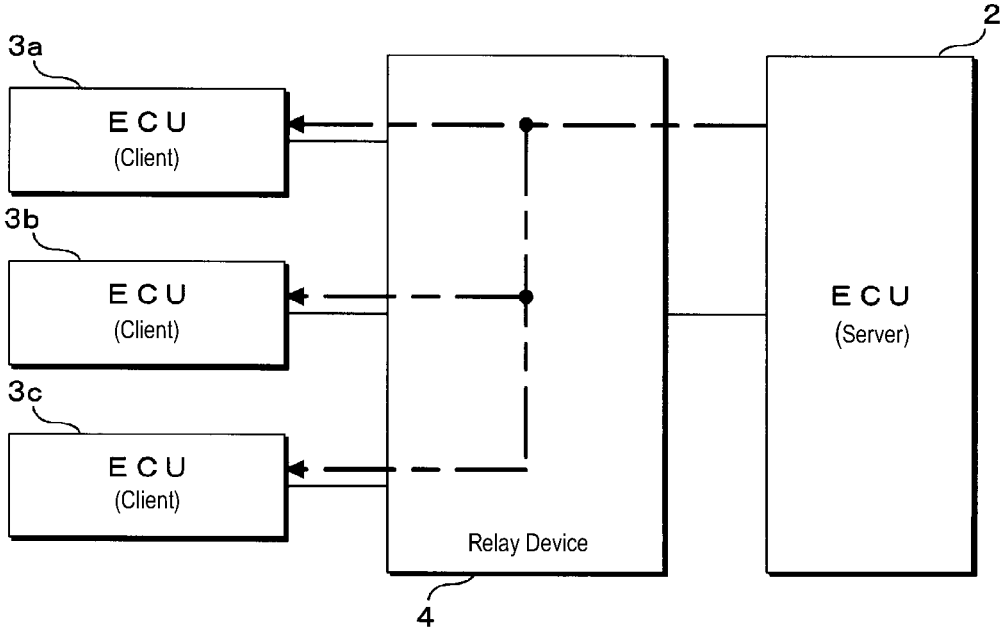 2
3a
ECU
(Client)
3b
ECU
(Client)
ECU
(Server)
3c
ECU
(Client)
Relay Device
4